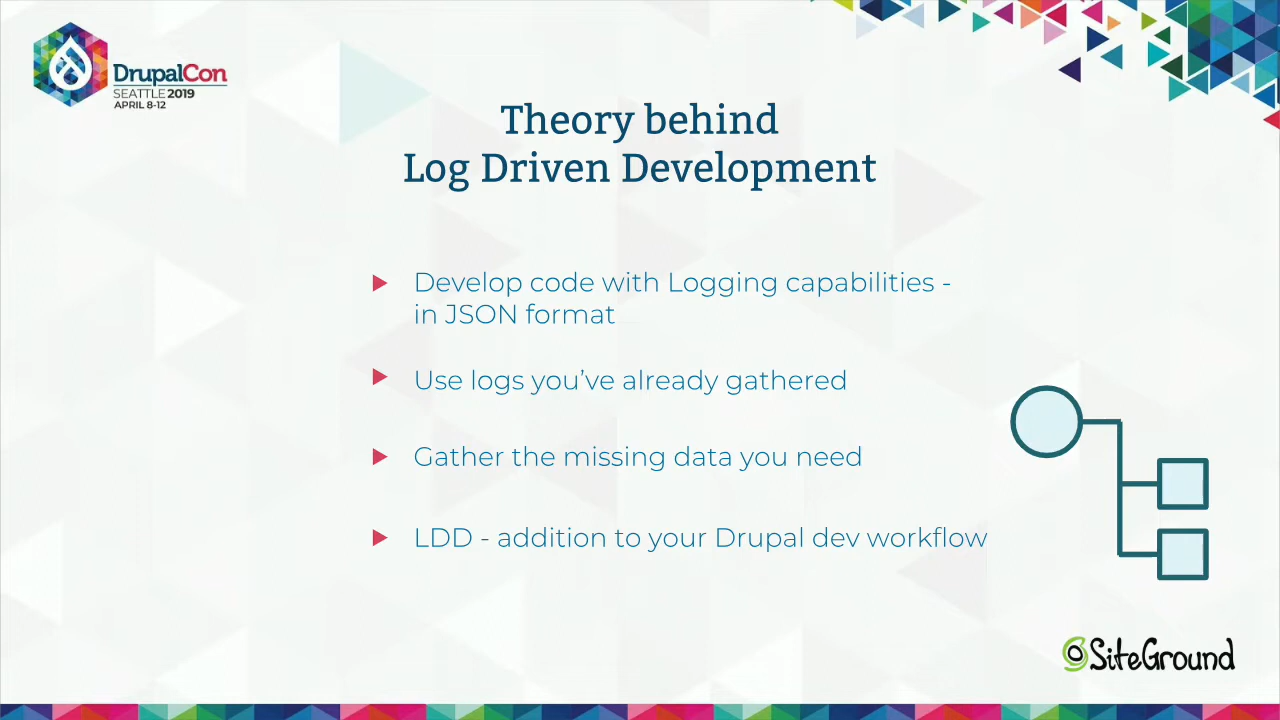 DrupalCon
SEATTLE 2019
APRIL 8-12
Theory behind
Log Driven Development
Develop code with Logging capabilities -
in JSON format
Use logs you’ve already gathered
Gather the missing data you need
LDD - addition to your Drupal dev workflow
SiteGround